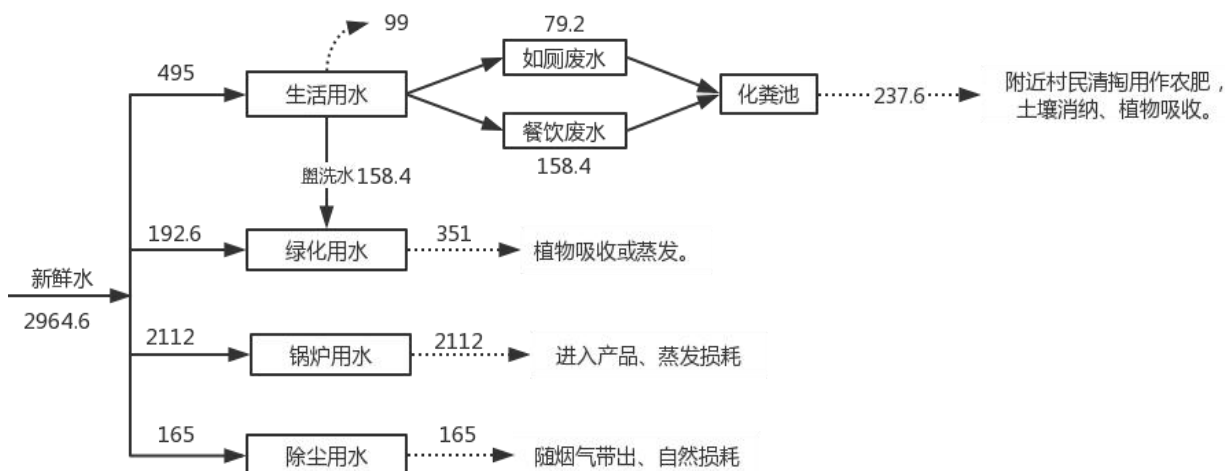 99
79.2
495
生活用水
如厕废水
化粪池
237.6
附近村民清掏用作农肥，
土壤消纳、植物吸收。
餐饮废水
158.4
盥洗水 158.4
192.6
绿化用水
351
植物吸收或蒸发。
新鲜水
2964.6
2112
锅炉用水
2112
进入产品、蒸发损耗
165
除尘用水
165
随烟气带出、自然损耗